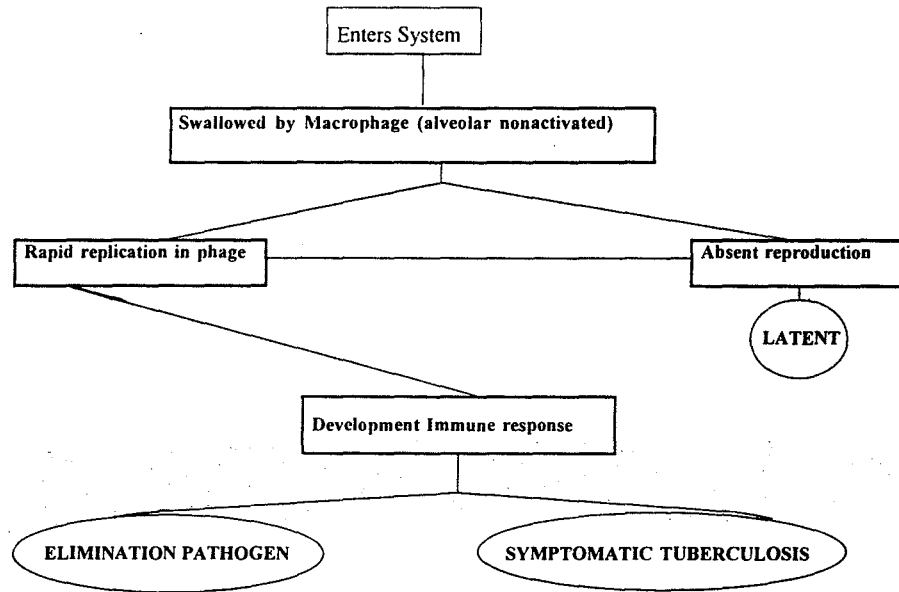 Enters System
Swallowed by Macrophage (alveolar nonactivated)
Rapid replication in phage
Absent reproduction
LATENT
Development Immune response
ELIMINATION PATHOGEN
SYMPTOMATIC TUBERCULOSIS